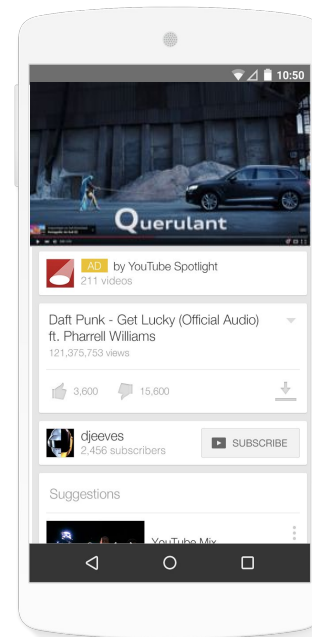 10:50
Querulant
AD by YouTube Spotlight
211 videos
Daft Punk - Get Lucky (Official Audio)
ft. Pharrell Williams
121,375,753 views
3,600 15,600
djeeves
2,456 subscribers
SUBSCRIBE
Suggestions
YouTube Mix